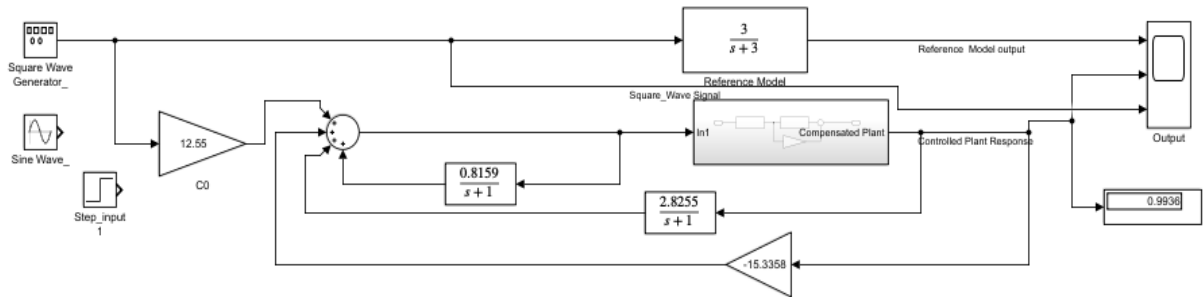 3
s + 3
Reference Model
Reference Model output
Square Wave
Generator_
Square_Wave Signal
Output
12.55
C0
+
+
+
+
In1
Compensated Plant
Controlled Plant Response
Sine Wave_
0.8159
s + 1
Step_input
1
2.8255
s + 1
0.9936
-15.3358